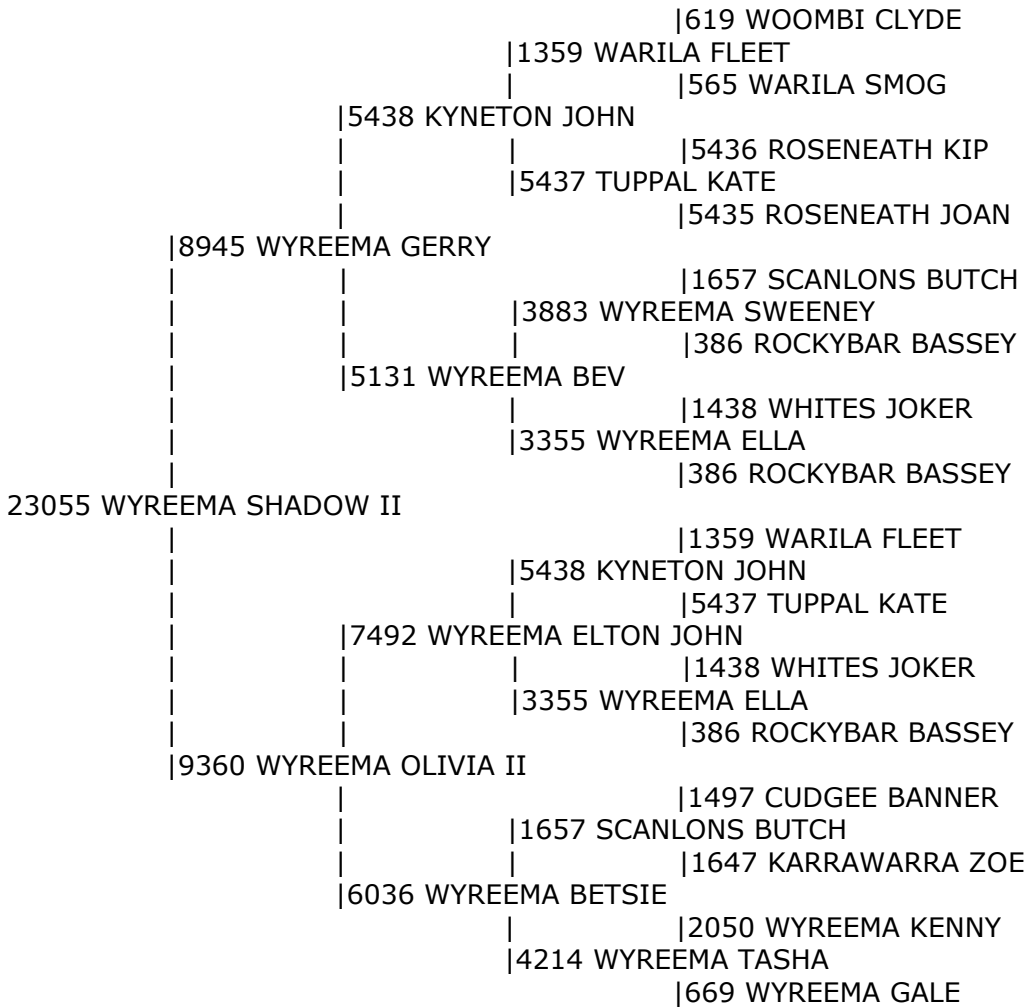 |619 WOOMBI CLYDE
|1359 WARILA FLEET
| |565 WARILA SMOG
|5438 KYNETON JOHN
| | |5436 ROSENEATH KIP
| |5437 TUPPAL KATE
| |5435 ROSENEATH JOAN
|8945 WYREEMA GERRY
| | |1657 SCANLONS BUTCH
| | |3883 WYREEMA SWEENEY
| | | |386 ROCKYBAR BASSEY
| |5131 WYREEMA BEV
| | |1438 WHITES JOKER
| |3355 WYREEMA ELLA
| |386 ROCKYBAR BASSEY
23055 WYREEMA SHADOW II
| |1359 WARILA FLEET
| |5438 KYNETON JOHN
| | |5437 TUPPAL KATE
| |7492 WYREEMA ELTON JOHN
| | | |1438 WHITES JOKER
| | |3355 WYREEMA ELLA
| | |386 ROCKYBAR BASSEY
|9360 WYREEMA OLIVIA II
| |1497 CUDGEE BANNER
| |1657 SCANLONS BUTCH
| | |1647 KARRAWARRA ZOE
|6036 WYREEMA BETSIE
| |2050 WYREEMA KENNY
|4214 WYREEMA TASHA
|669 WYREEMA GALE